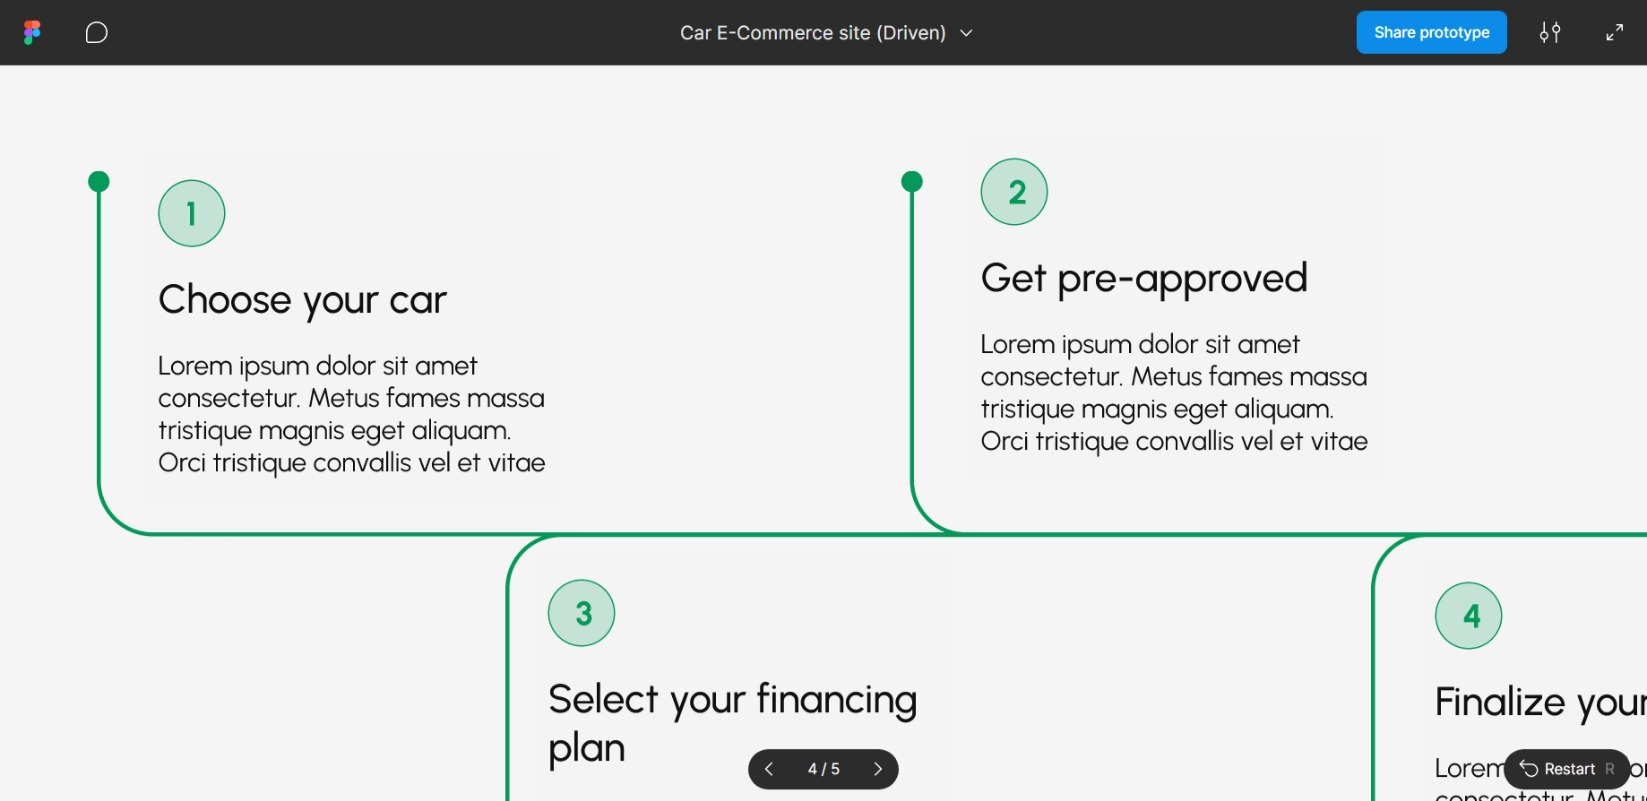 Car E-Commerce site (Driven)
Share prototype
1
Choose your car
Lorem ipsum dolor sit amet
consectetur. Metus fames massa
tristique magnis eget aliquam.
Orci tristique convallis vel et vitae
2
Get pre-approved
Lorem ipsum dolor sit amet
consectetur. Metus fames massa
tristique magnis eget aliquam.
Orci tristique convallis vel et vitae
3
Select your financing
plan
4
Finalize your
Lorem
4 / 5
Restart R